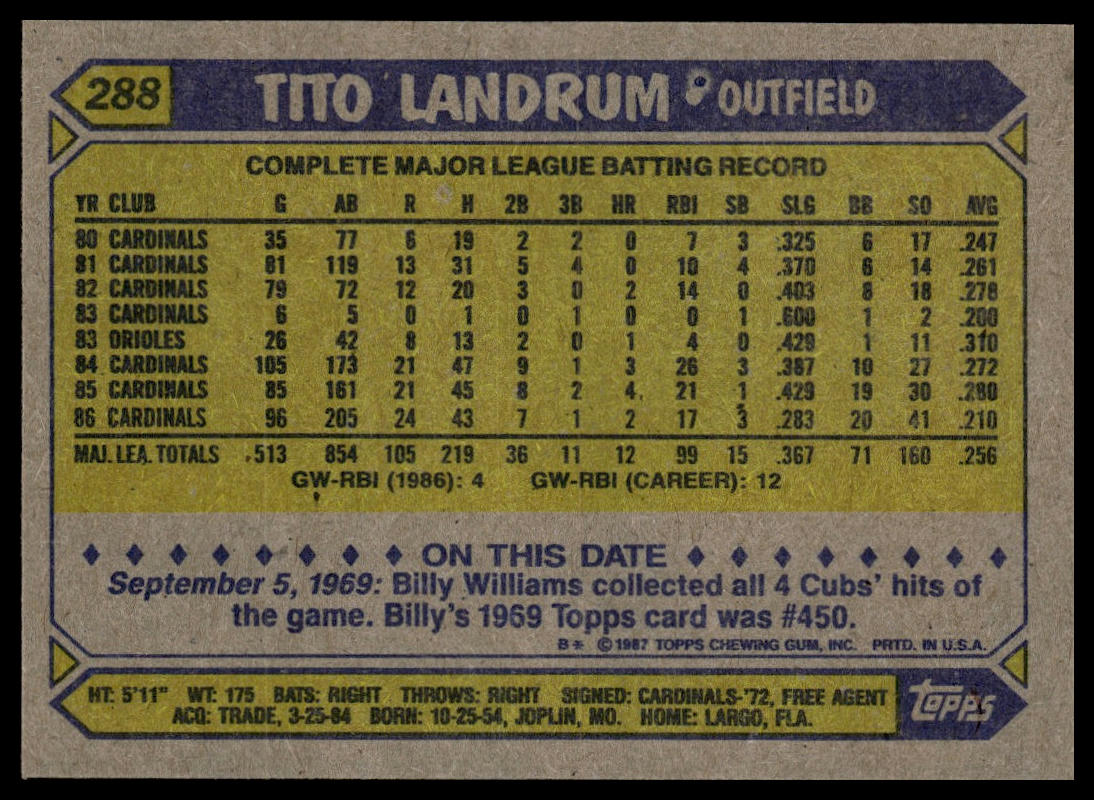 288 TITO LANDRUM OUTFIELD
COMPLETE MAJOR LEAGUE BATTING RECORD
YR CLUB G AB R H 2B 3B HR RBI SB SLG BB SO AVG
80 CARDINALS 35 77 6 19 2 2 0 7 3 .325 6 17 .247
81 CARDINALS 81 119 13 31 5 4 0 10 4 .370 6 14 .261
82 CARDINALS 79 72 12 20 3 0 2 14 0 .403 8 18 .278
83 CARDINALS 6 5 0 1 0 1 0 0 1 .600 1 2 .200
83 ORIOLES 26 42 8 13 2 0 1 4 0 .429 1 11 .310
84 CARDINALS 105 173 21 47 9 1 3 26 3 .387 10 27 .272
85 CARDINALS 85 161 21 45 8 2 4 21 1 .429 19 30 .280
86 CARDINALS 96 205 24 43 7 1 2 17 3 .283 20 41 .210
MAJ. LEA. TOTALS 513 854 105 219 36 11 12 99 15 .367 71 160 .256
GW-RBI (1986): 4 GW-RBI (CAREER): 12
ON THIS DATE
September 5, 1969: Billy Williams collected all 4 Cubs' hits of
the game. Billy's 1969 Topps card was #450.
B* © 1987 TOPPS CHEWING GUM, INC. PRTD. IN U.S.A.
HT: 5'11" WT: 175 BATS: RIGHT THROWS: RIGHT SIGNED: CARDINALS-'72, FREE AGENT
ACQ: TRADE, 3-25-84 BORN: 10-25-54, JOPLIN, MO. HOME: LARGO, FLA.
Topps